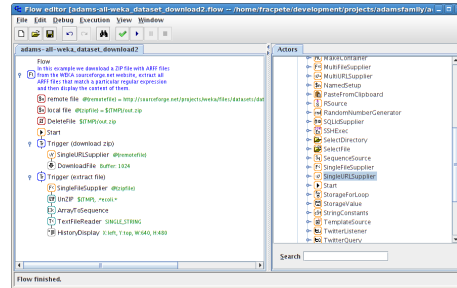 Flow editor [adams-all-weka_dataset_download2.flow -- /home/fracpete/development/projects/adamsfamily/
File Edit Debug Execution View Window
adams-all-weka_dataset_download2
Flow
In this example we download a ZIP file with ARFF files
from the WEKA sourceforge.net website, extract all
ARFF files that match a particular regular expression
and then display the content of them.
remote file @(remotefile) = http://sourceforge.net/projects/weka/files/datasets/dat
local file @(zipfile) = $(TMP)/out.zip
DeleteFile $(TMP)/out.zip
Start
Trigger (download zip)
SingleURLSupplier @(remotefile)
DownloadFile Buffer: 1024
Trigger (extract file)
SingleFileSupplier @(zipfile)
UnZIP $(TMP), .*ecoli.*
ArrayToSequence
TextFileReader SINGLE_STRING
HistoryDisplay X:left, Y:top, W:640, H:480
Actors
MakeContainer
MultiFileSupplier
MultiURLSupplier
NamedSetup
PasteFromClipboard
RSource
RandomNumberGenerator
SQLIdSupplier
SSHExec
SelectDirectory
SelectFile
SequenceSource
SingleFileSupplier
SingleURLSupplier
Start
StorageForLoop
StorageValue
StringConstants
TemplateSource
TwitterListener
TwitterQuery
Search
Flow finished.